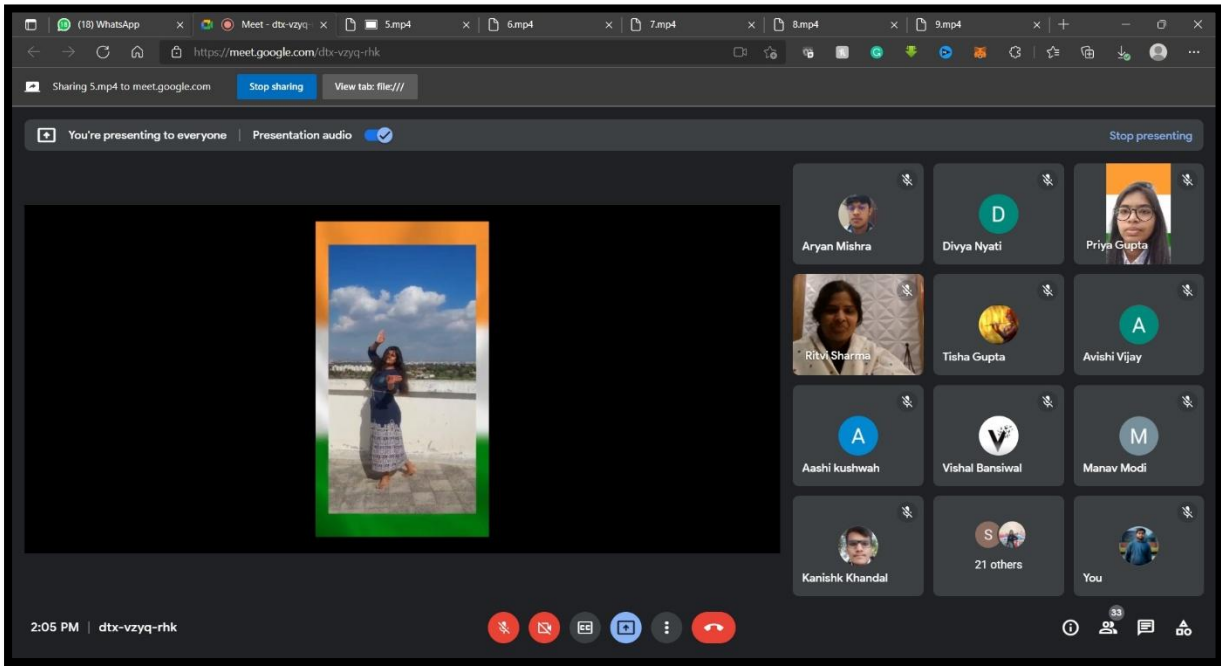 (18) WhatsApp
Meet - dtx-vzyq-
5.mp4
6.mp4
7.mp4
8.mp4
9.mp4
https://meet.google.com/dtx-vzyq-rhk
Sharing 5.mp4 to meet.google.com
Stop sharing
View tab: file:///
You're presenting to everyone
Presentation audio
Stop presenting
Aryan Mishra
D
Divya Nyati
Priya Gupta
Ritvi Sharma
Tisha Gupta
A
Avishi Vijay
A
Aashi kushwah
V
Vishal Bansiwal
M
Manav Modi
Kanishk Khandal
S
21 others
You
2:05 PM | dtx-vzyq-rhk
CC
33